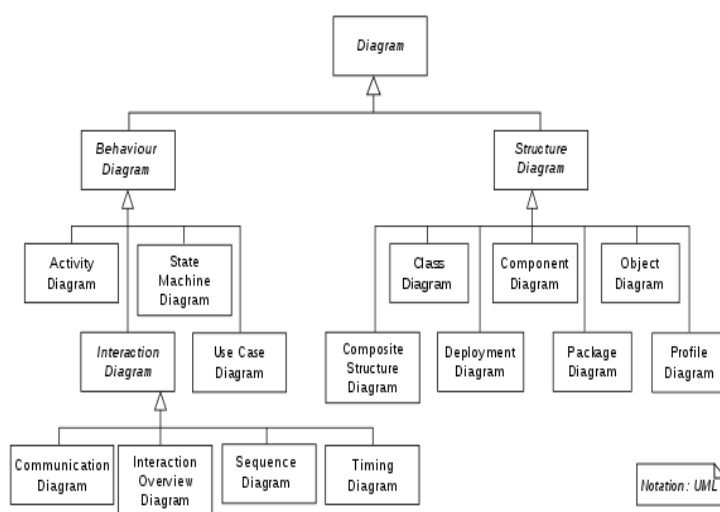 Diagram
Behaviour
Diagram
Structure
Diagram
Activity
Diagram
State
Machine
Diagram
Class
Diagram
Component
Diagram
Object
Diagram
Interaction
Diagram
Use Case
Diagram
Composite
Structure
Diagram
Deployment
Diagram
Package
Diagram
Profile
Diagram
Communication
Diagram
Interaction
Overview
Diagram
Sequence
Diagram
Timing
Diagram
Notation: UML